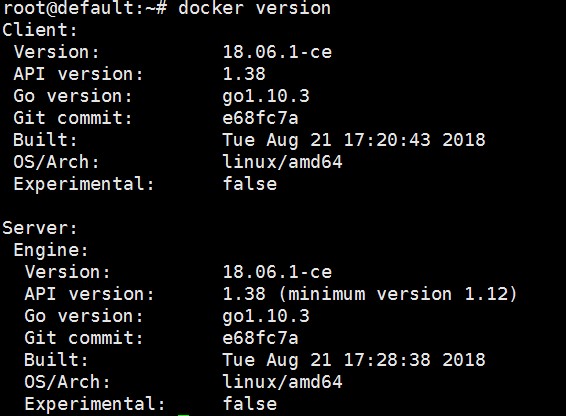 root@default:~# docker version
Client:
 Version:           18.06.1-ce
 API version:       1.38
 Go version:        go1.10.3
 Git commit:        e68fc7a
 Built:             Tue Aug 21 17:20:43 2018
 OS/Arch:           linux/amd64
 Experimental:      false

Server:
 Engine:
  Version:          18.06.1-ce
  API version:      1.38 (minimum version 1.12)
  Go version:       go1.10.3
  Git commit:       e68fc7a
  Built:            Tue Aug 21 17:28:38 2018
  OS/Arch:          linux/amd64
  Experimental:     false